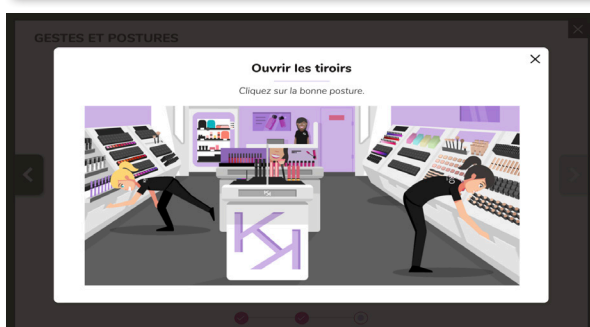 GESTES ET POSTURES
Ouvrir les tiroirs
Cliquez sur la bonne posture.